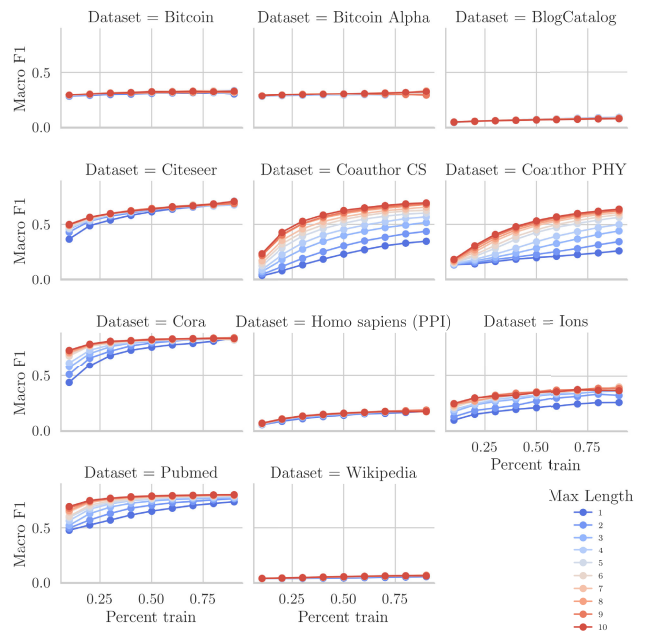 Dataset = Bitcoin
Dataset = Bitcoin Alpha
Dataset = BlogCatalog
Macro F1
0.5
0.0
Dataset = Citeseer
Dataset = Coauthor CS
Dataset = Coauthor PHY
Macro F1
0.5
0.0
Dataset = Cora
Dataset = Homo sapiens (PPI)
Dataset = Ions
Macro F1
0.5
0.0
0.25 0.50 0.75
Percent train
Dataset = Pubmed
Dataset = Wikipedia
Macro F1
0.5
0.0
0.25 0.50 0.75
0.25 0.50 0.75
Percent train
Percent train
Max Length
1
2
3
4
5
6
7
8
9
10